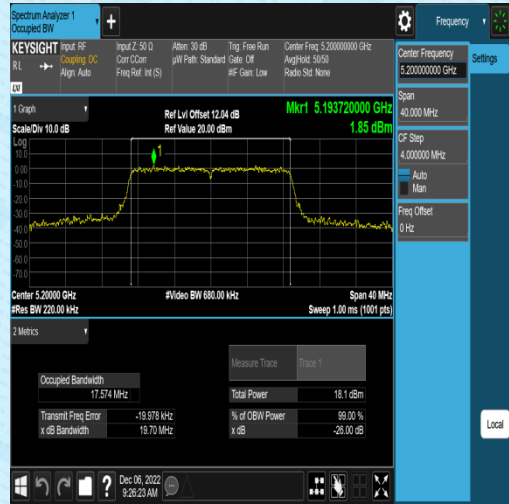 Spectrum Analyzer 1
Occupied BW
Frequency
KEYSIGHT
R L
Input: RF
Coupling: DC
Align: Auto
Input Z: 50 Ω
Corr CCorr
Freq Ref: Int (S)
Atten: 30 dB
µW Path: Standard
Trig: Free Run
Gate: Off
#IF Gain: Low
Center Freq: 5.200000000 GHz
Avg|Hold: 50/50
Radio Std: None
1 Graph
Scale/Div 10.0 dB
Ref Lvl Offset 12.04 dB
Ref Value 20.00 dBm
Mkr1 5.193720000 GHz
1.85 dBm
Log
10.0
0.00
-10.0
-20.0
-30.0
-40.0
-50.0
-60.0
-70.0
1
Center 5.20000 GHz
#Res BW 220.00 kHz
#Video BW 680.00 kHz
Span 40 MHz
Sweep 1.00 ms (1001 pts)
2 Metrics
Measure Trace
Trace 1
Occupied Bandwidth
17.574 MHz
Total Power
18.1 dBm
Transmit Freq Error
-19.978 kHz
% of OBW Power
99.00 %
x dB Bandwidth
19.70 MHz
x dB
-26.00 dB
Center Frequency
5.200000000 GHz
Settings
Span
40.000 MHz
CF Step
4.000000 MHz
Auto
Man
Freq Offset
0 Hz
Local
Dec 06, 2022
9:26:23 AM